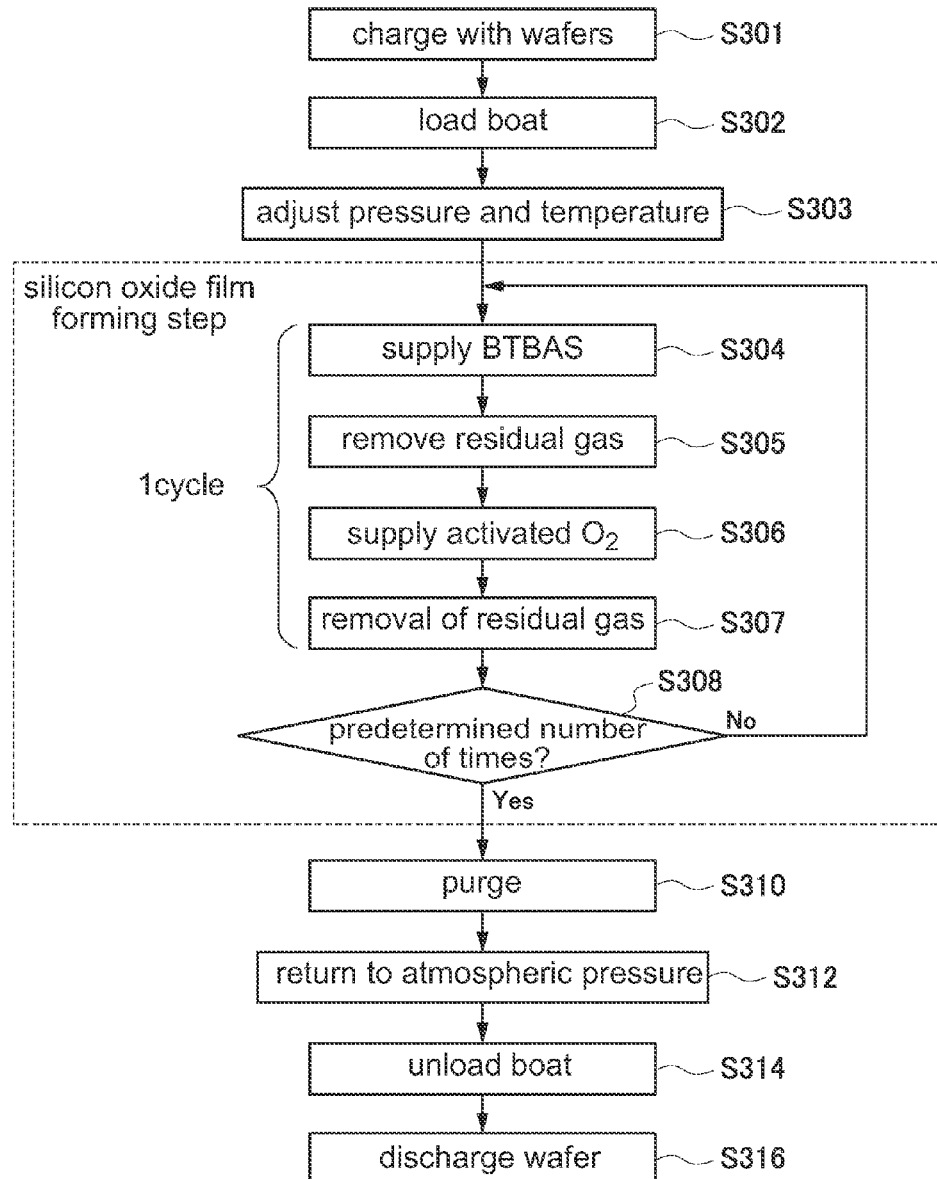 charge with wafers S301
load boat S302
adjust pressure and temperature S303
silicon oxide film
forming step
supply BTBAS S304
remove residual gas S305
1cycle
supply activated O2 S306
removal of residual gas S307
S308
predetermined number
of times?
No
Yes
purge S310
return to atmospheric pressure S312
unload boat S314
discharge wafer S316